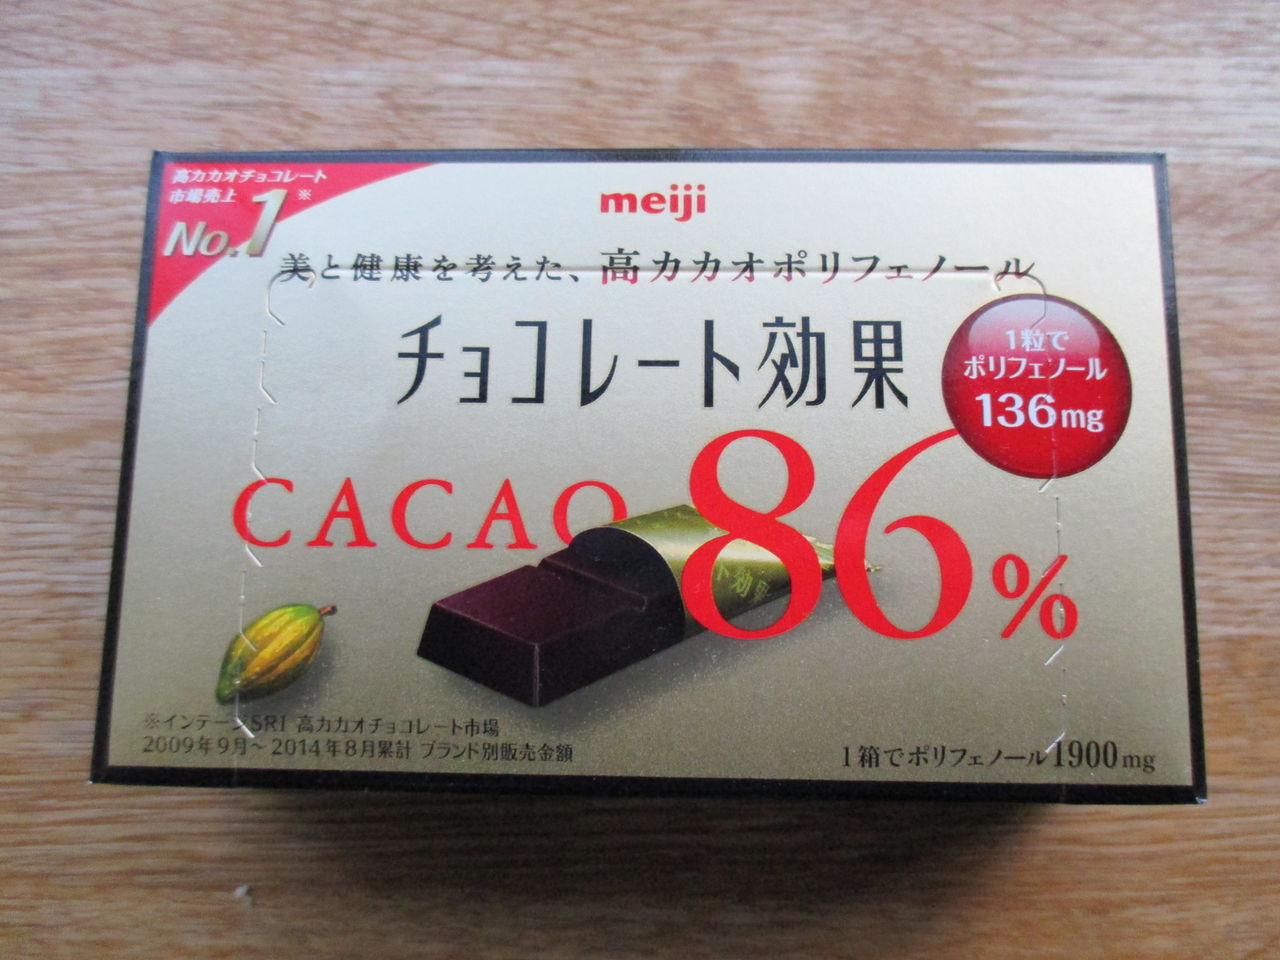 高カカオチョコレート
市場売上
No.1※
meiji
美と健康を考えた、高カカオポリフェノール
チョコレート効果
1粒で
ポリフェノール
136mg
CACAO 86%
ト効果
※インテージSRI 高カカオチョコレート市場
2009年9月～2014年8月累計 ブランド別販売金額
1箱でポリフェノール1900mg